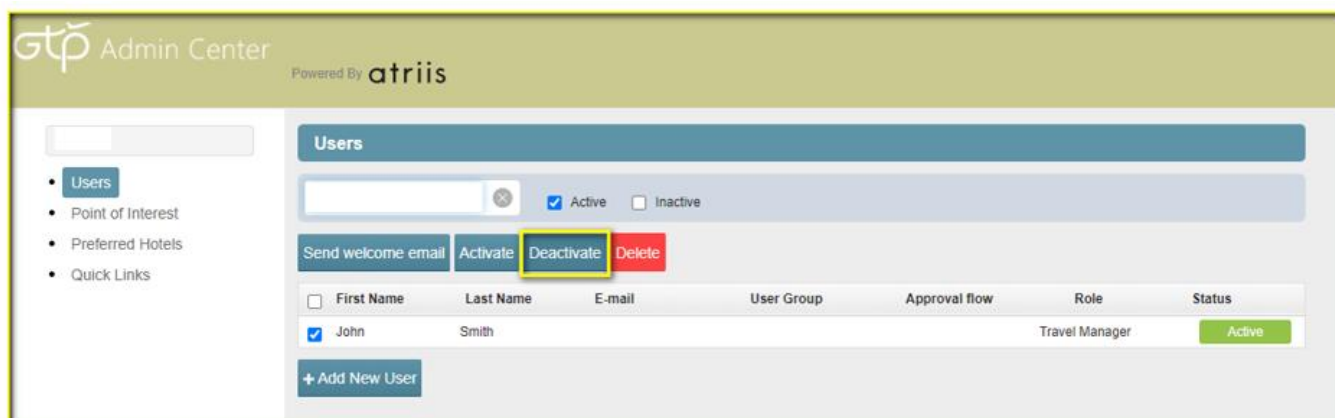 Gtp Admin Center
Powered By atriis
Users
Users
Point of Interest
Preferred Hotels
Quick Links
Active Inactive
Send welcome email Activate Deactivate Delete
First Name Last Name E-mail User Group Approval flow Role Status
John Smith Travel Manager Active
+ Add New User